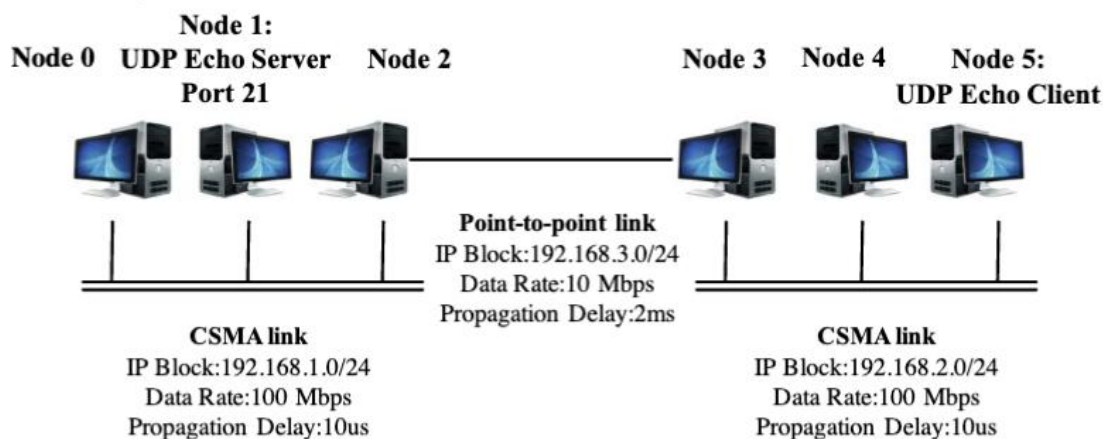 Node 0
Node 1:
UDP Echo Server
Port 21
Node 2
Node 3
Node 4
Node 5:
UDP Echo Client
Point-to-point link
IP Block:192.168.3.0/24
Data Rate:10 Mbps
Propagation Delay:2ms
CSMA link
IP Block:192.168.1.0/24
Data Rate:100 Mbps
Propagation Delay:10us
CSMA link
IP Block:192.168.2.0/24
Data Rate:100 Mbps
Propagation Delay:10us